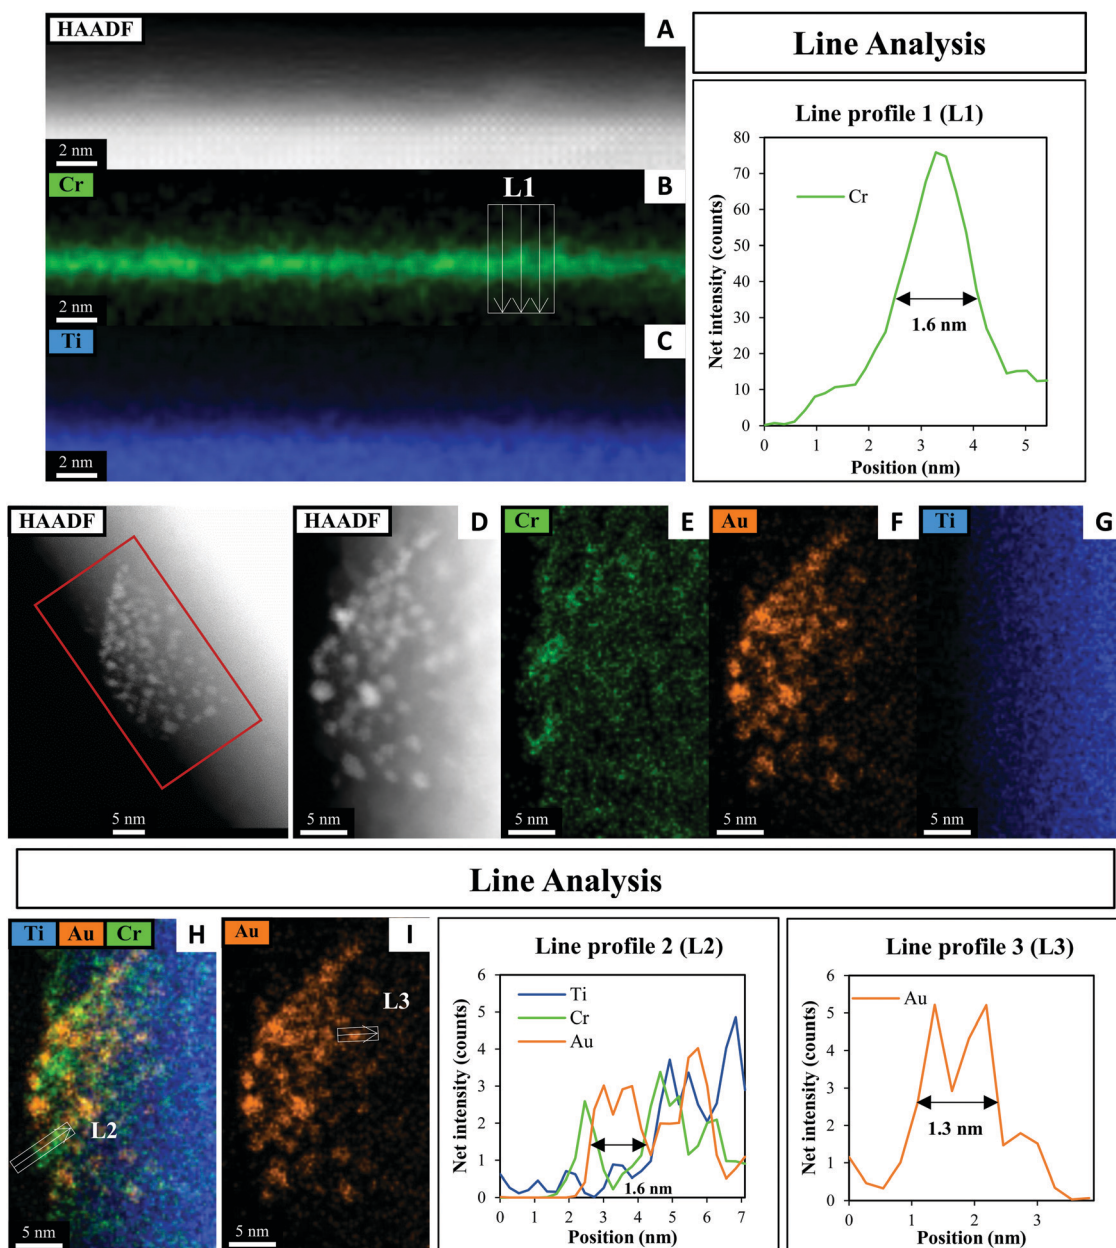 HAADF
A
2 nm
Cr
B
L1
2 nm
Ti
C
2 nm
Line Analysis
Line profile 1 (L1)
Net intensity (counts)
80
70
60
50
40
30
20
10
0
Cr
1.6 nm
0 1 2 3 4 5
Position (nm)
HAADF
5 nm
HAADF
D
5 nm
Cr
E
5 nm
Au
F
5 nm
Ti
G
5 nm
Line Analysis
Ti Au Cr
H
L2
5 nm
Au
I
L3
5 nm
Line profile 2 (L2)
Net intensity (counts)
6
5
4
3
2
1
0
Ti
Cr
Au
1.6 nm
0 1 2 3 4 5 6 7
Position (nm)
Line profile 3 (L3)
Net intensity (counts)
6
5
4
3
2
1
0
Au
1.3 nm
0 1 2 3
Position (nm)